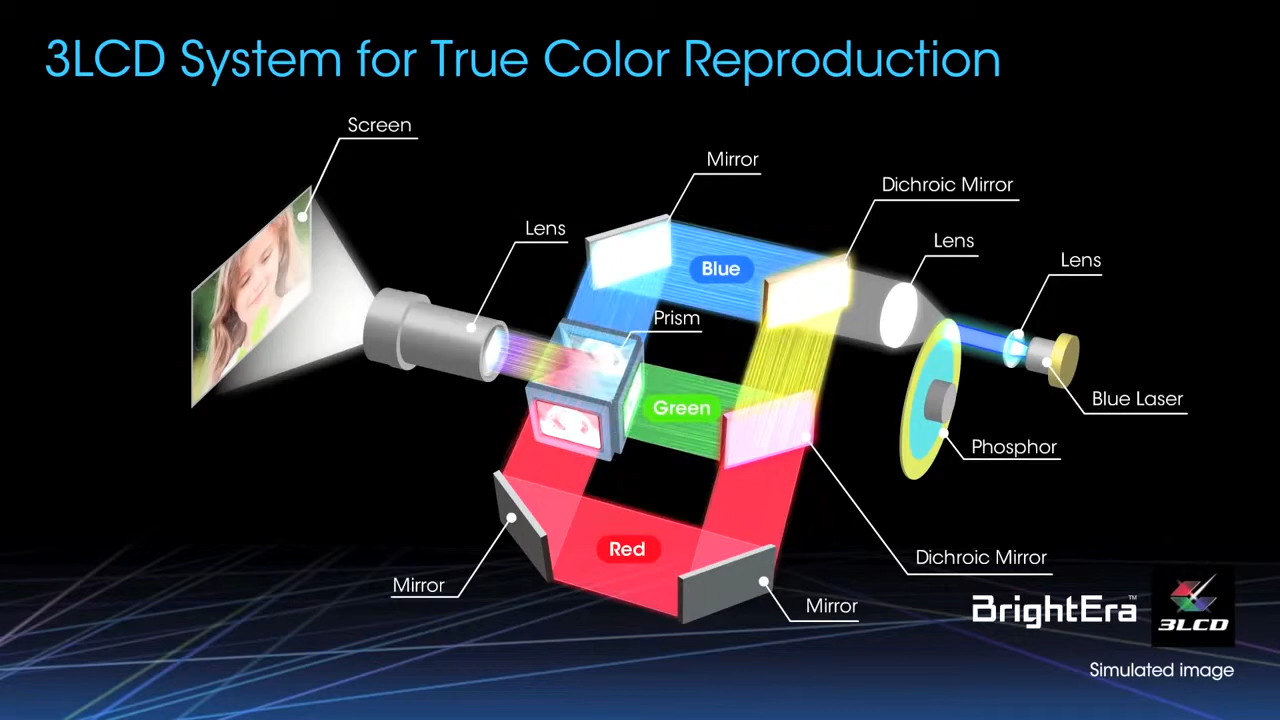 3LCD System for True Color Reproduction
Screen
Mirror
Dichroic Mirror
Lens
Lens
Lens
Blue
Prism
Blue Laser
Green
Phosphor
Red
Dichroic Mirror
Mirror
Mirror
BrightEra™
3LCD
Simulated image